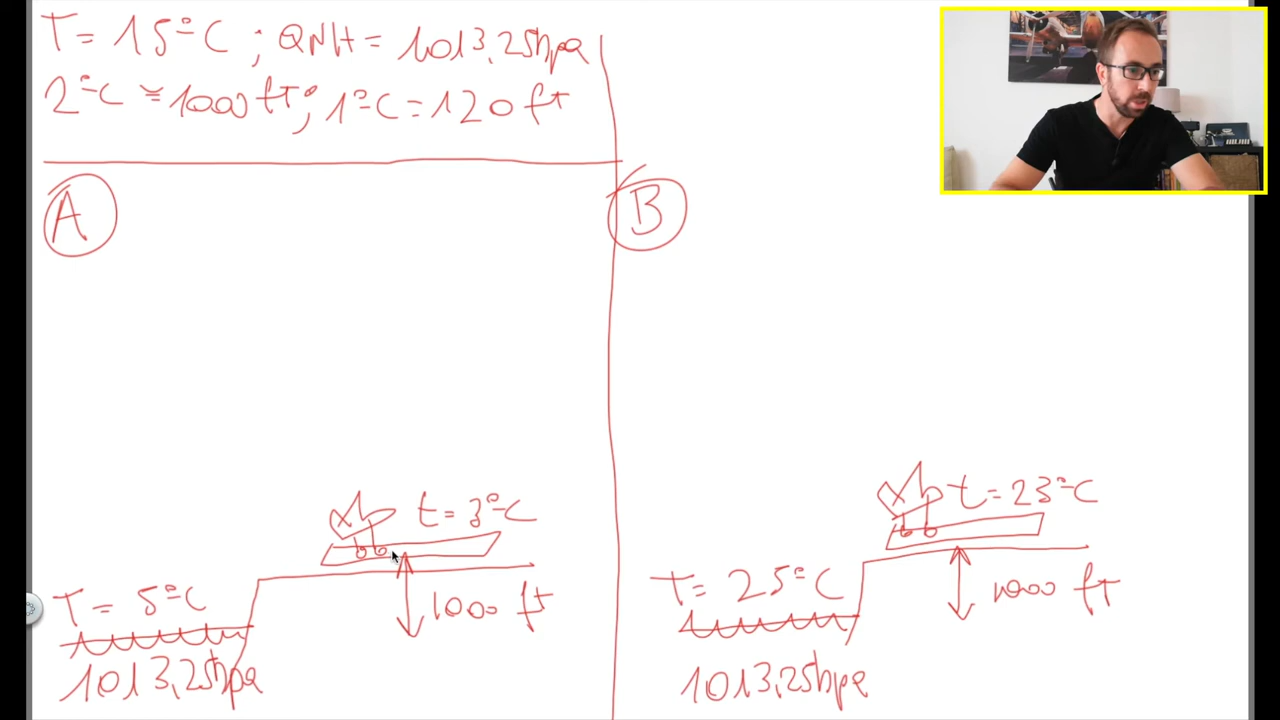 T = 15°C ; QNH = 1013,25hpa
2°C ≈ 1000 ft ; 1°C = 120 ft
A
B
t = 3°C
t = 23°C
T = 5°C
1000 ft
T = 25°C
1000 ft
1013,25hpa
1013,25hpa